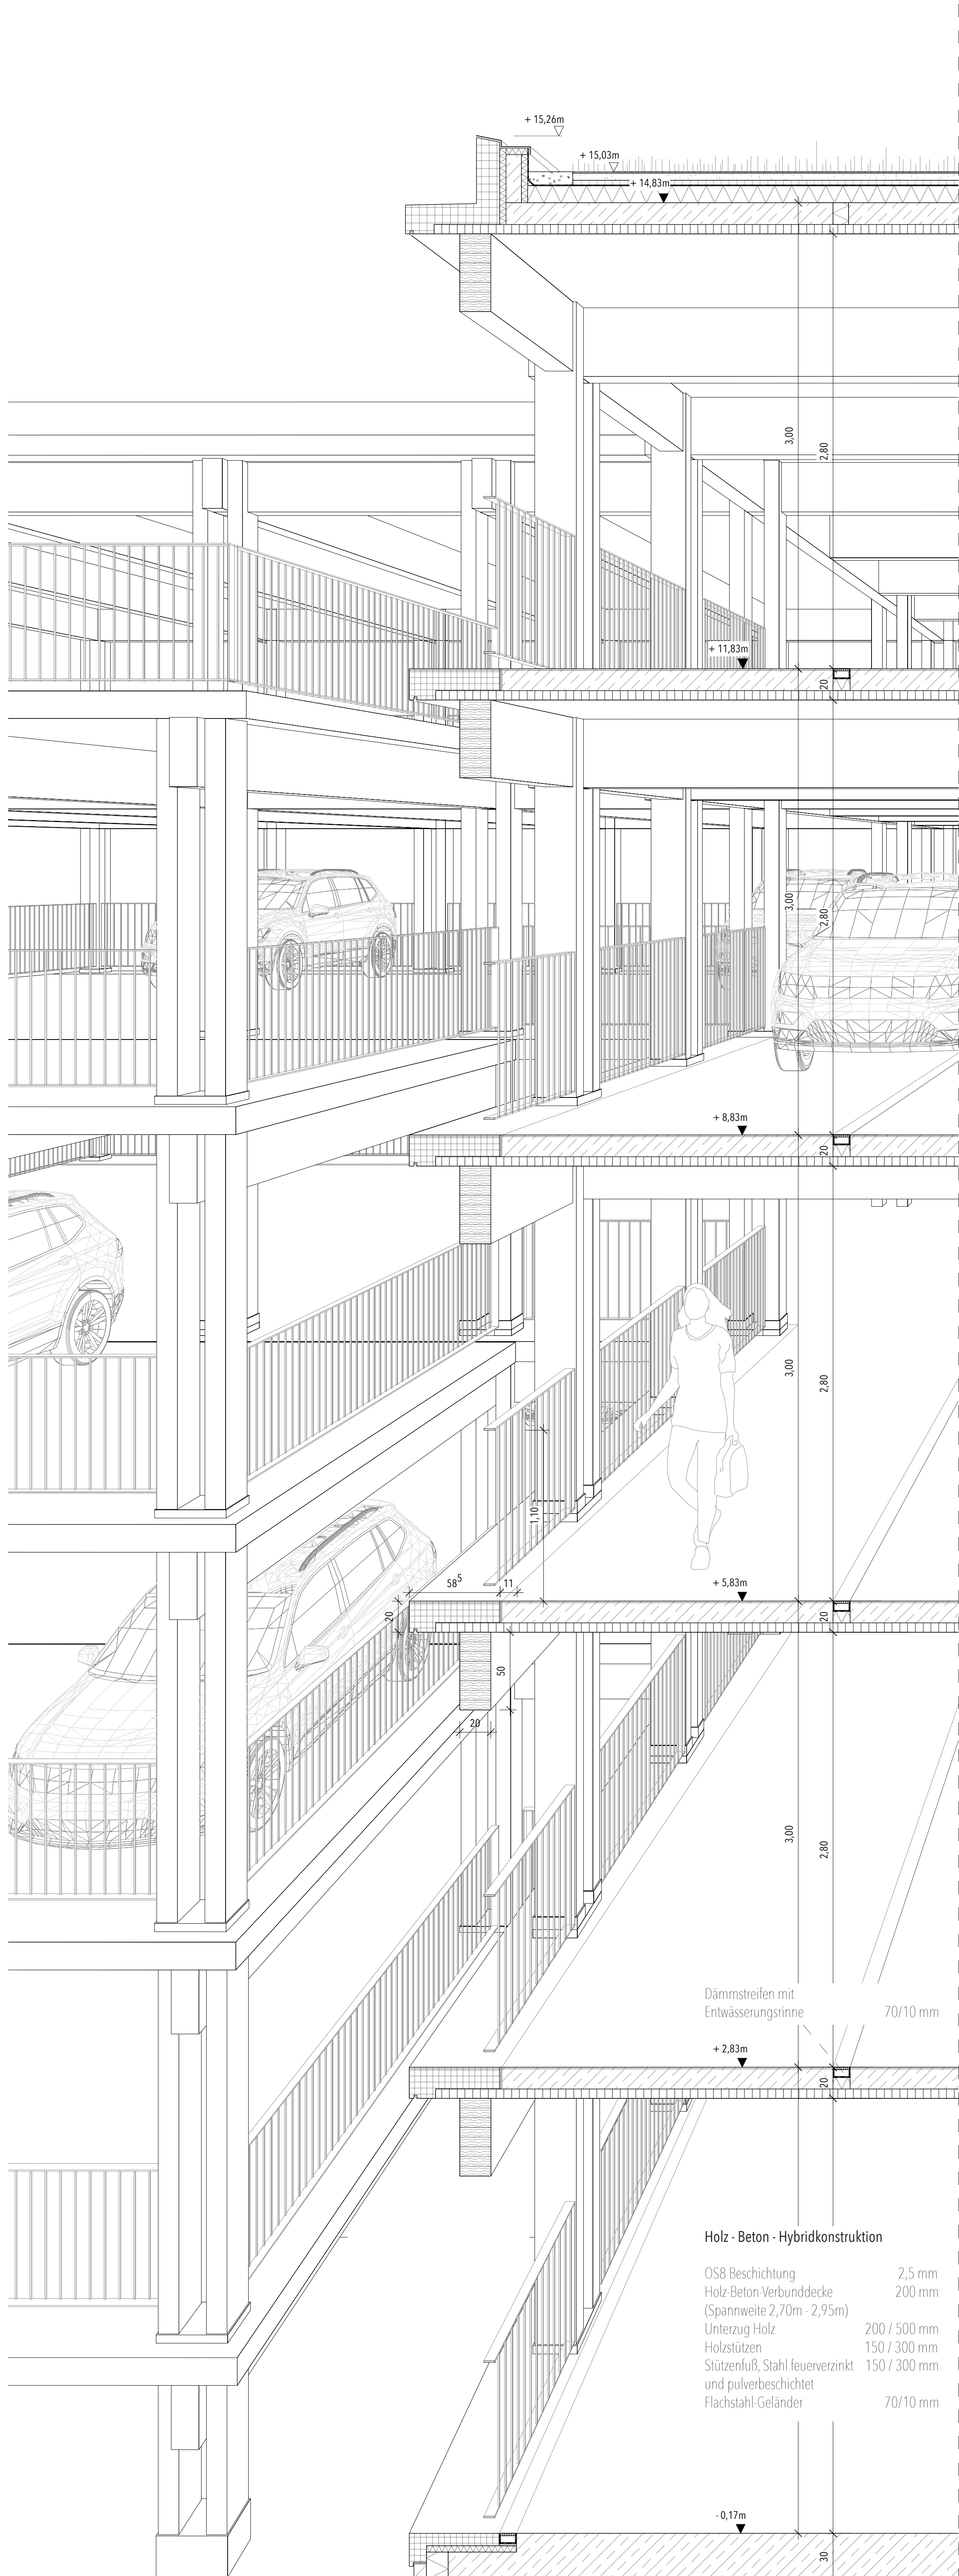 + 15,26m
+ 15,03m
+ 14,83m
3,00
2,80
+ 11,83m
20
3,00
2,80
+ 8,83m
20
3,00
2,80
1,10
58⁵
11
+ 5,83m
20
20
50
20
3,00
2,80
Dämmstreifen mit
Entwässerungsrinne 70/10 mm
+ 2,83m
20
Holz - Beton - Hybridkonstruktion
OS8 Beschichtung 2,5 mm
Holz-Beton-Verbunddecke 200 mm
(Spannweite 2,70m - 2,95m)
Unterzug Holz 200 / 500 mm
Holzstützen 150 / 300 mm
Stützenfuß, Stahl feuerverzinkt 150 / 300 mm
und pulverbeschichtet
Flachstahl-Geländer 70/10 mm
- 0,17m
30